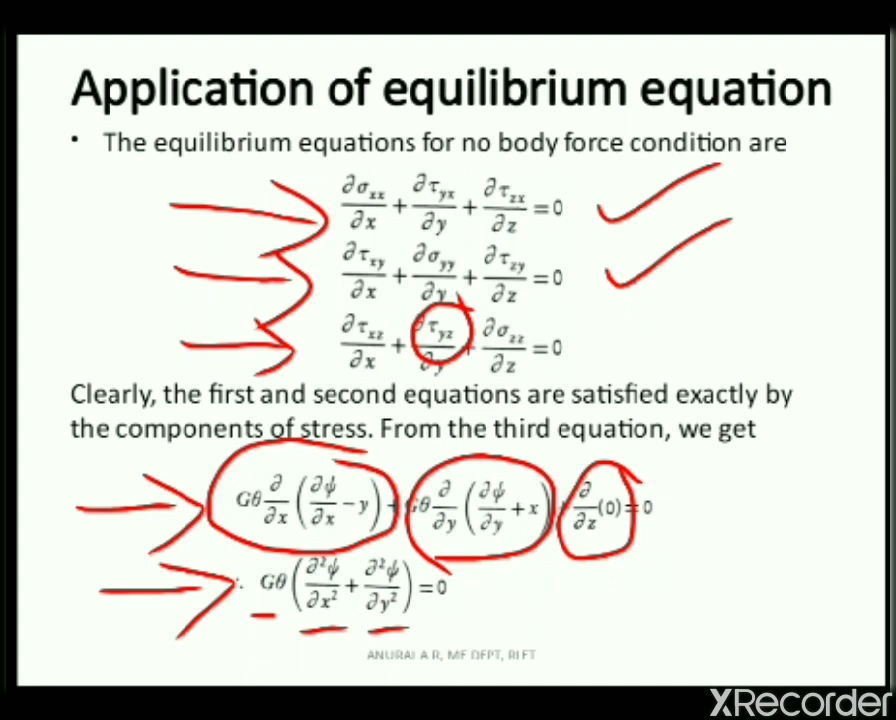 Application of equilibrium equation
• The equilibrium equations for no body force condition are
∂σxx/∂x + ∂τyx/∂y + ∂τzx/∂z = 0
∂τxy/∂x + ∂σyy/∂y + ∂τzy/∂z = 0
∂τxz/∂x + ∂τyz/∂y + ∂σzz/∂z = 0
Clearly, the first and second equations are satisfied exactly by
the components of stress. From the third equation, we get
Gθ ∂/∂x (∂ψ/∂x − y) + Gθ ∂/∂y (∂ψ/∂y + x) + ∂/∂z (0) = 0
∴ Gθ (∂²ψ/∂x² + ∂²ψ/∂y²) = 0
A R, ME DEPT,
XRecorder